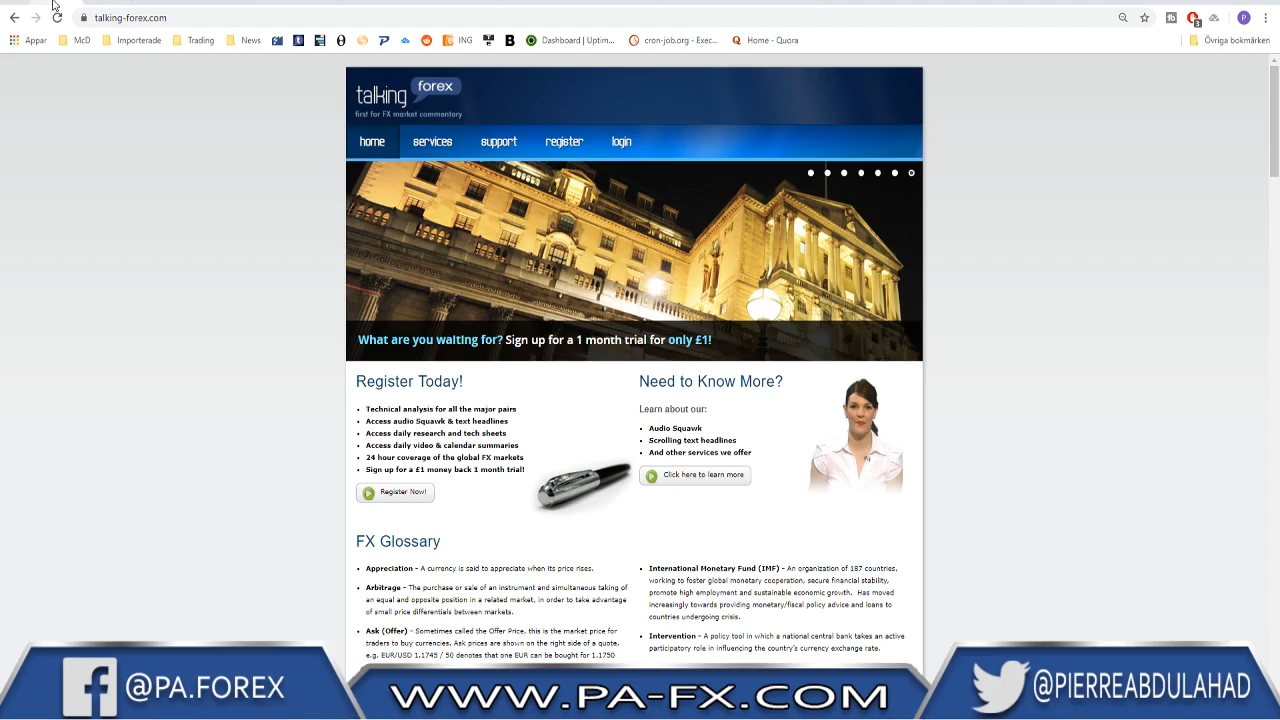 talking-forex.com
P
Appar
McD
Importerade
Trading
News
ING
Dashboard | Uptim...
cron-job.org - Exec...
Home - Quora
Övriga bokmärken
talking forex
first for FX market commentary
home
services
support
register
login
What are you waiting for? Sign up for a 1 month trial for only £1!
Register Today!
• Technical analysis for all the major pairs
• Access audio Squawk & text headlines
• Access daily research and tech sheets
• Access daily video & calendar summaries
• 24 hour coverage of the global FX markets
• Sign up for a £1 money back 1 month trial!
Register Now!
Need to Know More?
Learn about our:
• Audio Squawk
• Scrolling text headlines
• And other services we offer
Click here to learn more
FX Glossary
• Appreciation - A currency is said to appreciate when its price rises.
• Arbitrage - The purchase or sale of an instrument and simultaneous taking of
an equal and opposite position in a related market, in order to take advantage
of small price differentials between markets.
• Ask (Offer) - Sometimes called the Offer Price, this is the market price for
traders to buy currencies. Ask prices are shown on the right side of a quote,
e.g. EUR/USD 1.1745 / 50 denotes that one EUR can be bought for 1.1750
• International Monetary Fund (IMF) - An organization of 187 countries,
working to foster global monetary cooperation, secure financial stability,
promote high employment and sustainable economic growth. Has moved
increasingly towards providing monetary/fiscal policy advice and loans to
countries undergoing crisis.
• Intervention - A policy tool in which a national central bank takes an active
participatory role in influencing the country's currency exchange rate.
@PA.FOREX
WWW.PA-FX.COM
@PIERREABDULAHAD